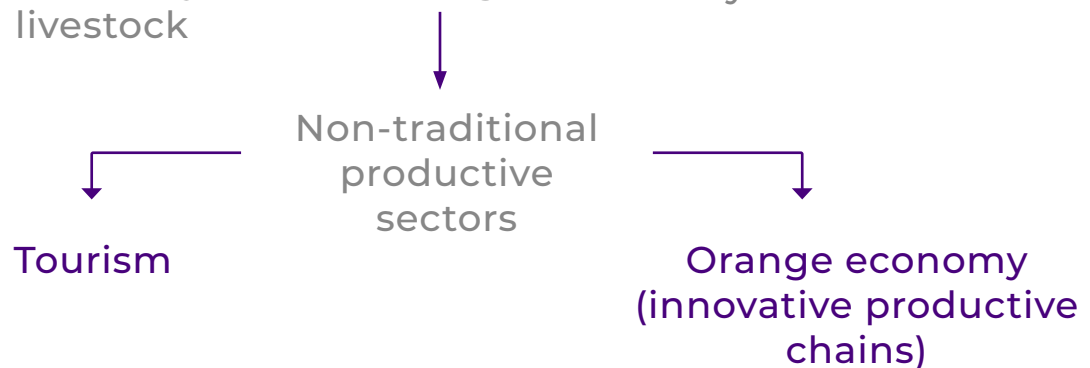 livestock
Non-traditional
productive
sectors
Tourism
Orange economy
(innovative productive
chains)